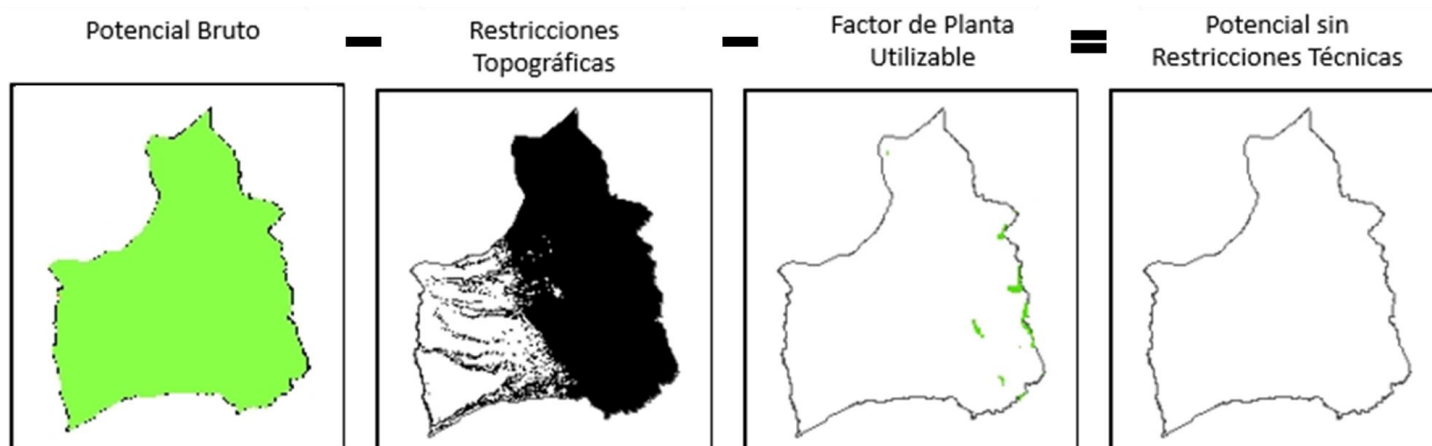 Potencial Bruto
Restricciones
Topográficas
Factor de Planta
Utilizable
Potencial sin
Restricciones Técnicas